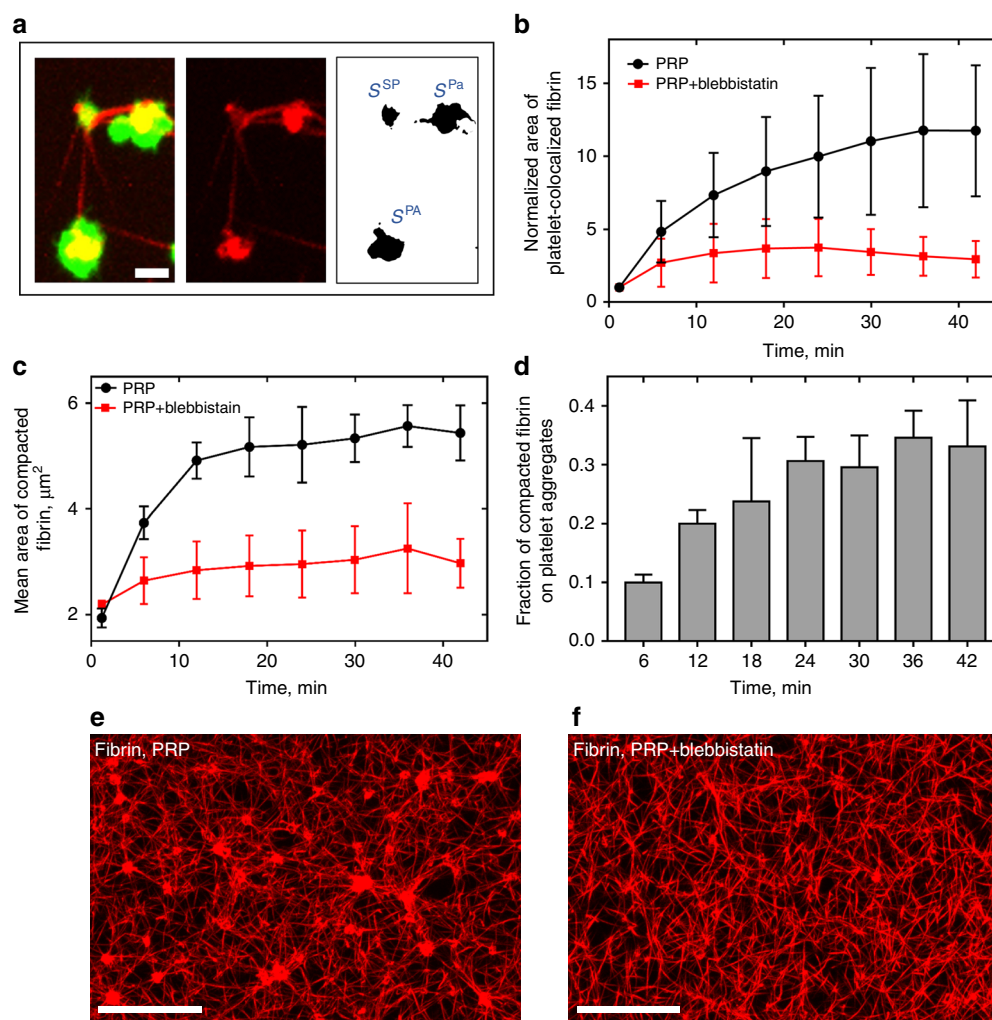 a
S^SP
S^Pa
S^PA
b
Normalized area of
platelet-colocalized fibrin
15
10
5
0
PRP
PRP+blebbistatin
0 10 20 30 40
Time, min
c
Mean area of compacted
fibrin, μm²
6
4
2
PRP
PRP+blebbistain
0 10 20 30 40
Time, min
d
Fraction of compacted fibrin
on platelet aggregates
0.4
0.3
0.2
0.1
0.0
6 12 18 24 30 36 42
Time, min
e
Fibrin, PRP
f
Fibrin, PRP+blebbistatin